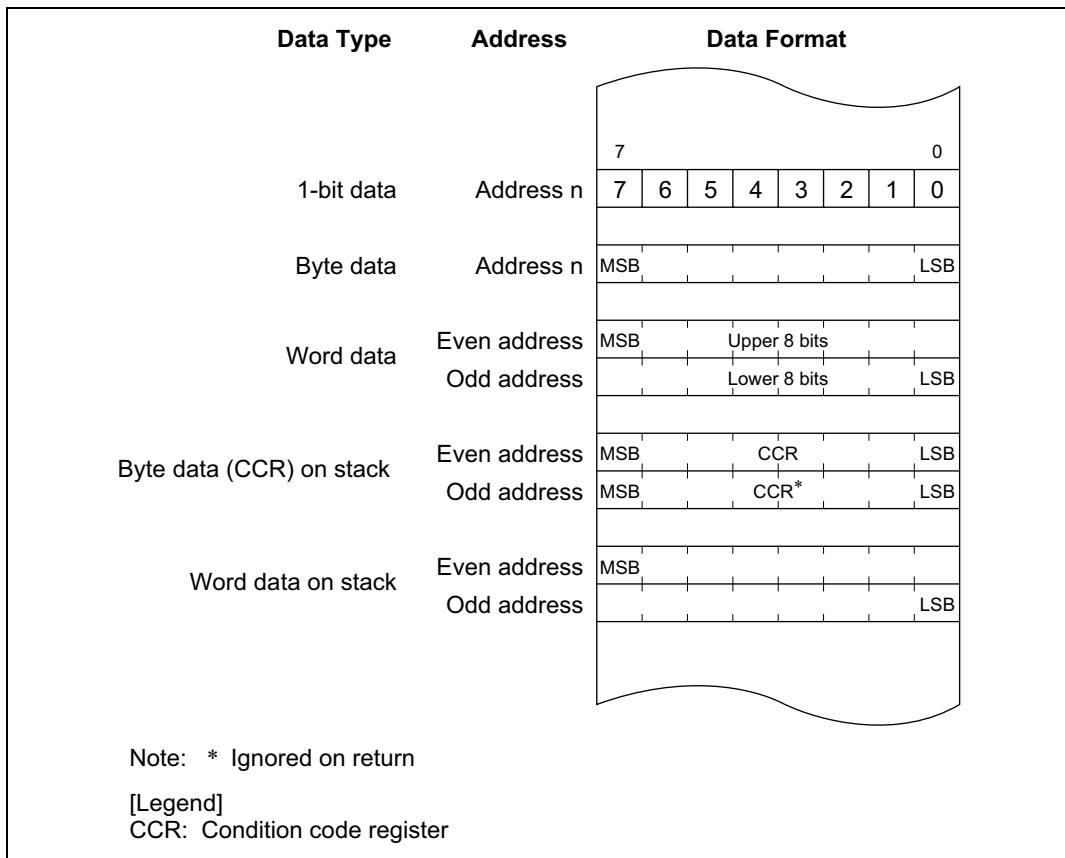 Data Type Address Data Format
7 0
1-bit data Address n 7 6 5 4 3 2 1 0
Byte data Address n MSB LSB
Word data Even address MSB Upper 8 bits
Odd address Lower 8 bits LSB
Byte data (CCR) on stack Even address MSB CCR LSB
Odd address MSB CCR* LSB
Word data on stack Even address MSB
Odd address LSB
Note: * Ignored on return
[Legend]
CCR: Condition code register